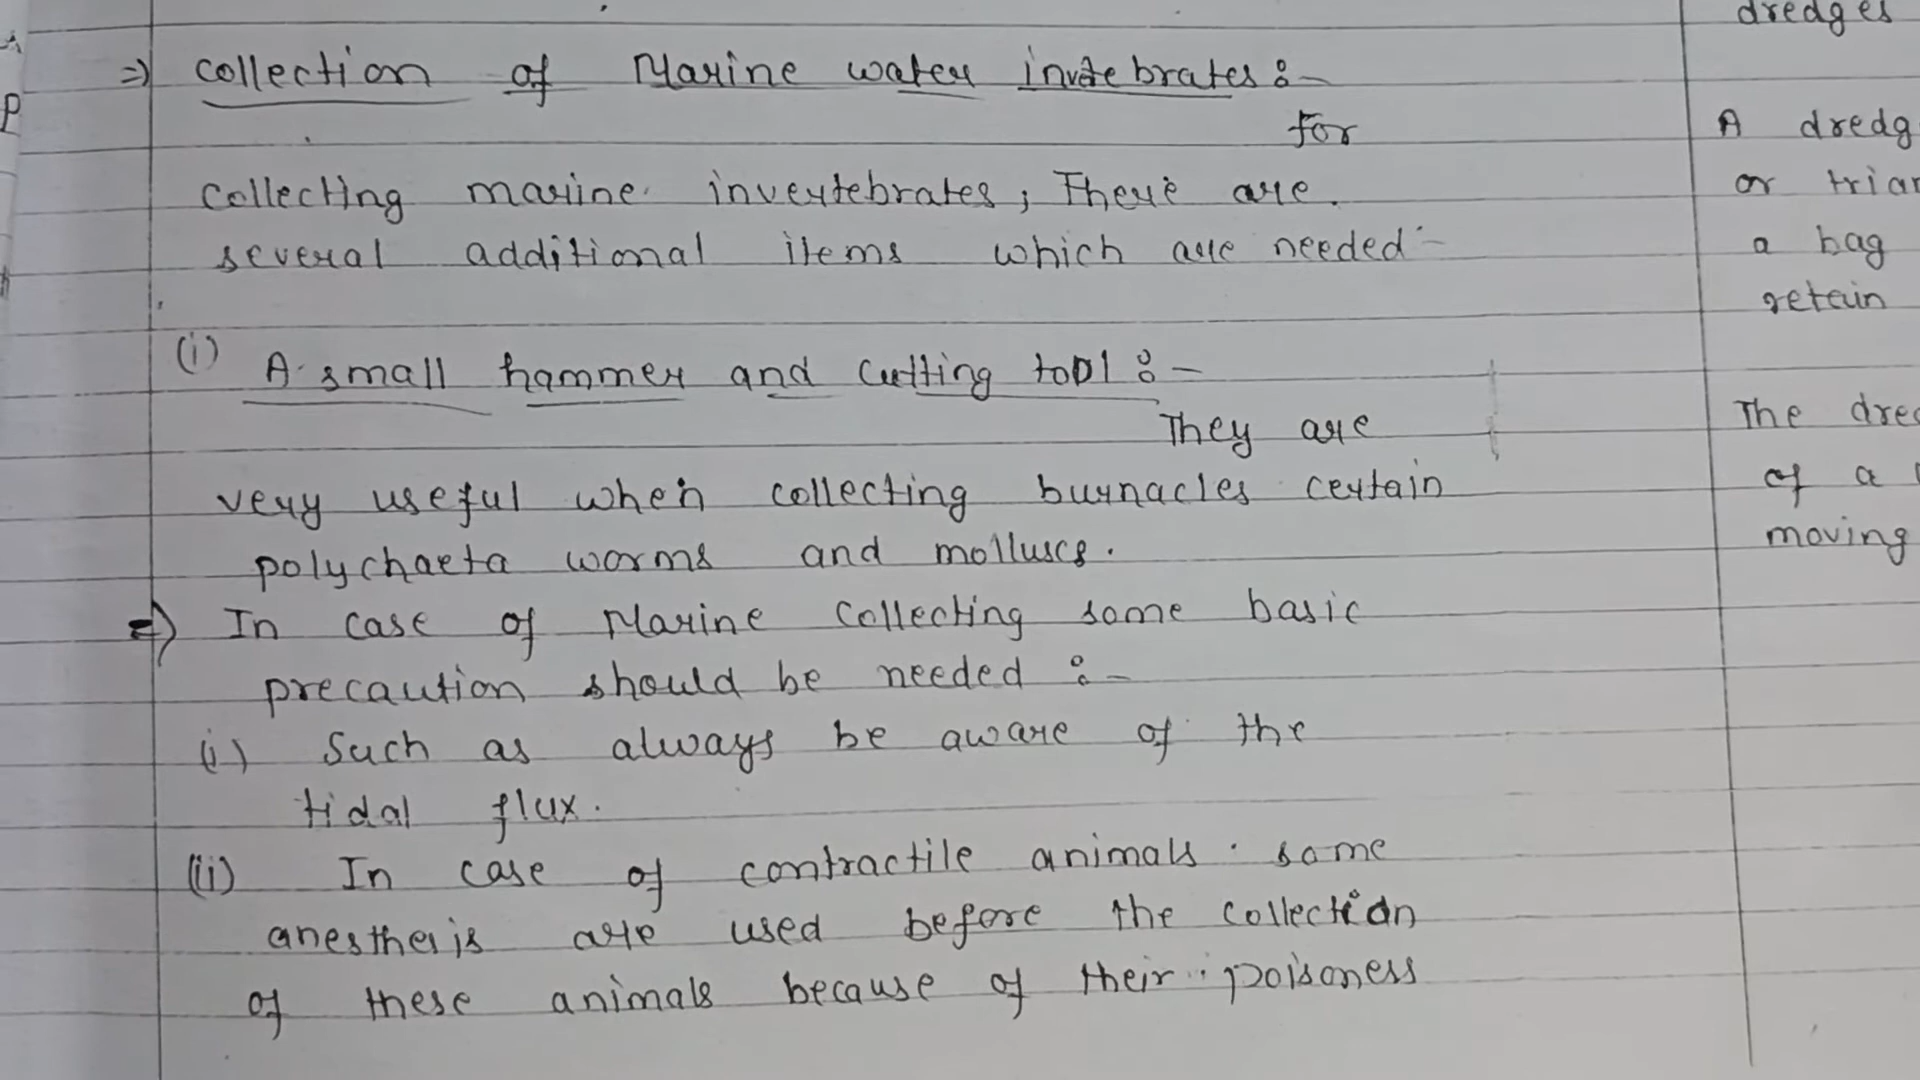 ⇒) collection of Marine water invtebrates :-
for
collecting marine invertebrates, There are
several additional items which are needed -
(i) A small hammer and cutting tool :-
They are
very useful when collecting burnacles certain
polychaeta worms and molluscs.
⇒) In case of Marine collecting some basic
precaution should be needed :-
(i) Such as always be aware of the
tidal flux.
(ii) In case of contractile animals some
anestheis are used before the collection
of these animals because of their poisoness
dredges
A dredg
or trian
a bag
retain
The dred
of a
moving